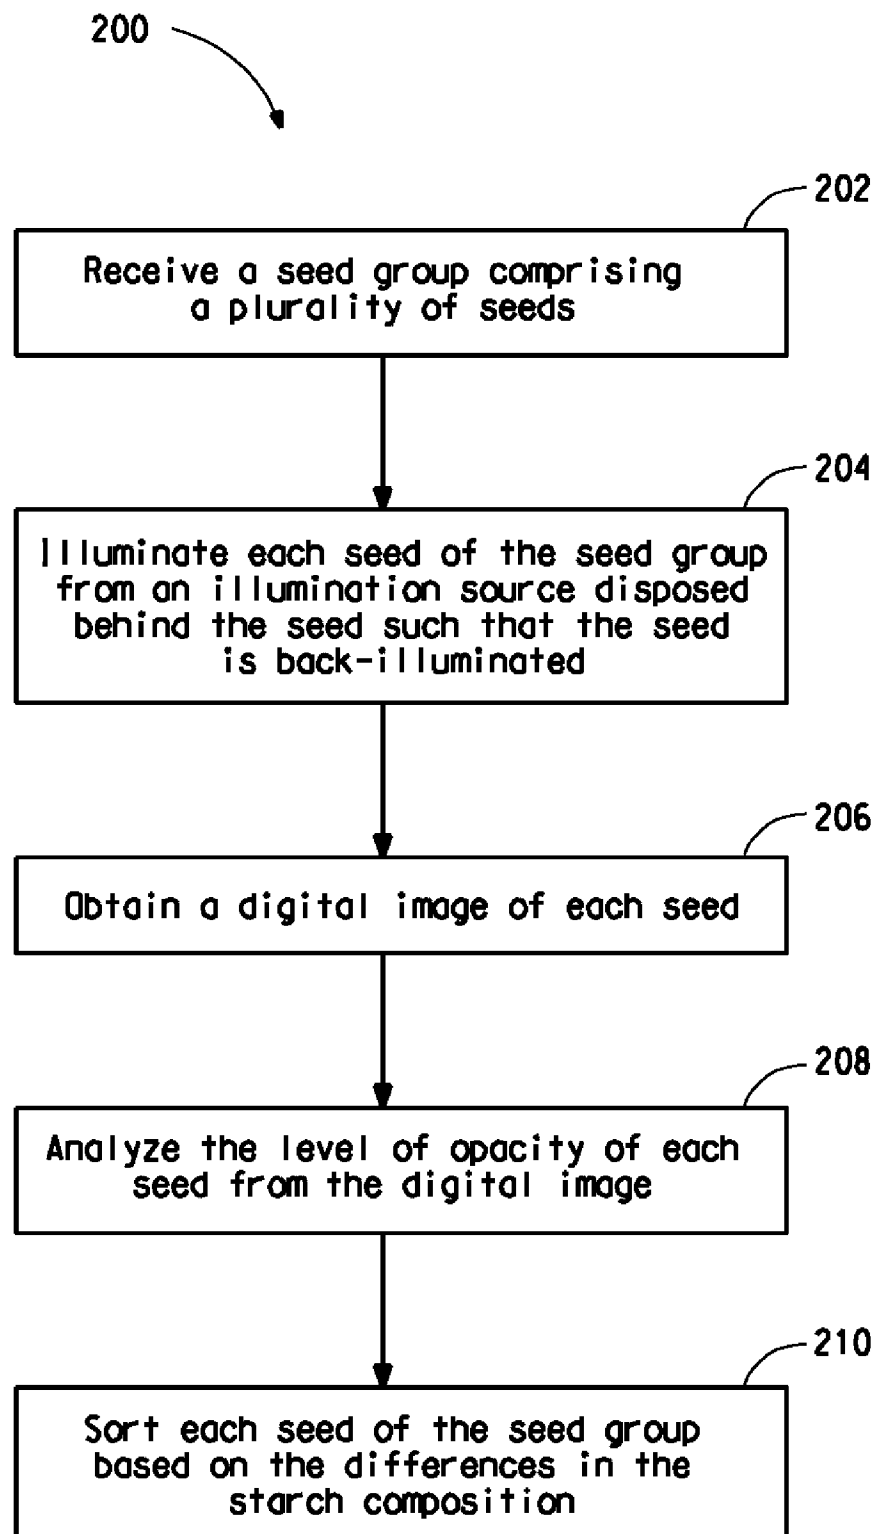 200
202
Receive a seed group comprising
a plurality of seeds
204
Illuminate each seed of the seed group
from an illumination source disposed
behind the seed such that the seed
is back-illuminated
206
Obtain a digital image of each seed
208
Analyze the level of opacity of each
seed from the digital image
210
Sort each seed of the seed group
based on the differences in the
starch composition